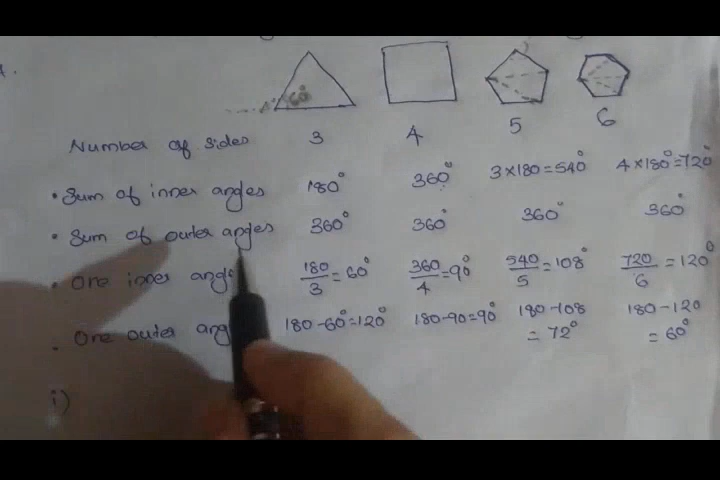 60°
Number of sides 3 4 5 6
• Sum of inner angles 180° 360° 3×180=540° 4×180°=720°
• Sum of outer angles 360° 360° 360° 360°
• One inner 180/3 = 60° 360/4 = 90° 540/5 = 108° 720/6 = 120°
• One outer 180-60°=120° 180-90=90° 180-108 180-120
= 72° = 60°
i)